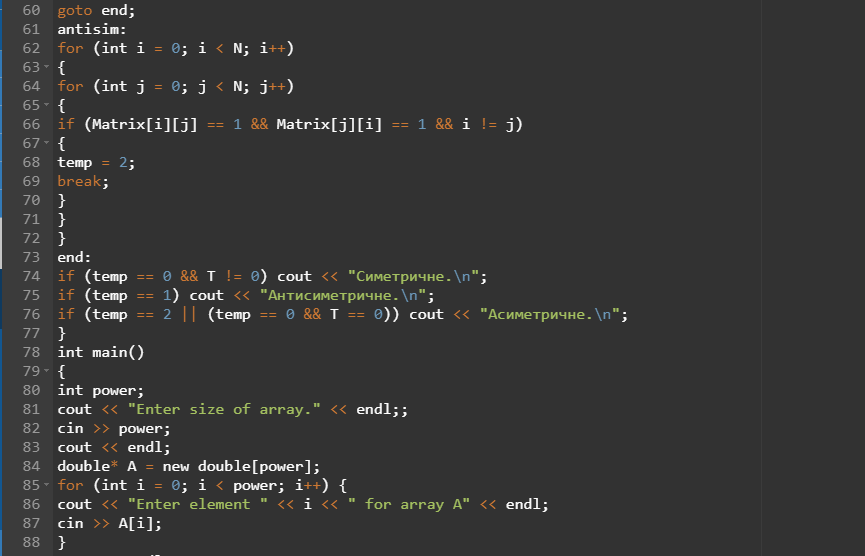 60 goto end;
61 antisim:
62 for (int i = 0; i < N; i++)
63 {
64 for (int j = 0; j < N; j++)
65 {
66 if (Matrix[i][j] == 1 && Matrix[j][i] == 1 && i != j)
67 {
68 temp = 2;
69 break;
70 }
71 }
72 }
73 end:
74 if (temp == 0 && T != 0) cout << "Симетричне.\n";
75 if (temp == 1) cout << "Антисиметричне.\n";
76 if (temp == 2 || (temp == 0 && T == 0)) cout << "Асиметричне.\n";
77 }
78 int main()
79 {
80 int power;
81 cout << "Enter size of array." << endl;;
82 cin >> power;
83 cout << endl;
84 double* A = new double[power];
85 for (int i = 0; i < power; i++) {
86 cout << "Enter element " << i << " for array A" << endl;
87 cin >> A[i];
88 }